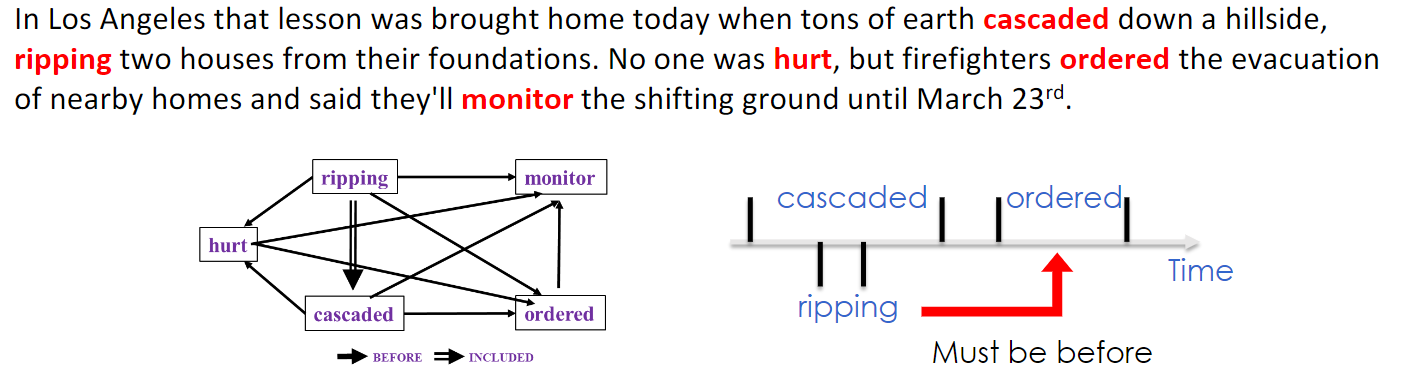 In Los Angeles that lesson was brought home today when tons of earth cascaded down a hillside,
ripping two houses from their foundations. No one was hurt, but firefighters ordered the evacuation
of nearby homes and said they'll monitor the shifting ground until March 23rd.
ripping
monitor
hurt
cascaded
ordered
BEFORE INCLUDED
cascaded
ordered
Time
ripping
Must be before